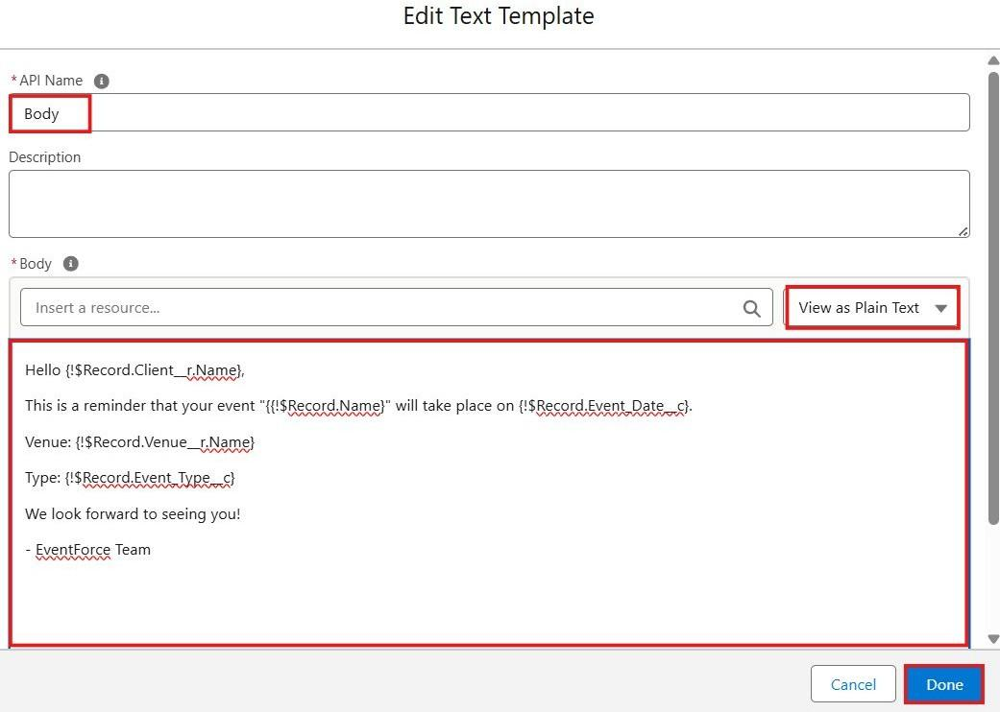 Edit Text Template
* API Name
Body
Description
* Body
Insert a resource...
View as Plain Text
Hello {!$Record.Client__r.Name},
This is a reminder that your event "{{!$Record.Name}" will take place on {!$Record.Event_Date__c}.
Venue: {!$Record.Venue__r.Name}
Type: {!$Record.Event_Type__c}
We look forward to seeing you!
- EventForce Team
Cancel
Done